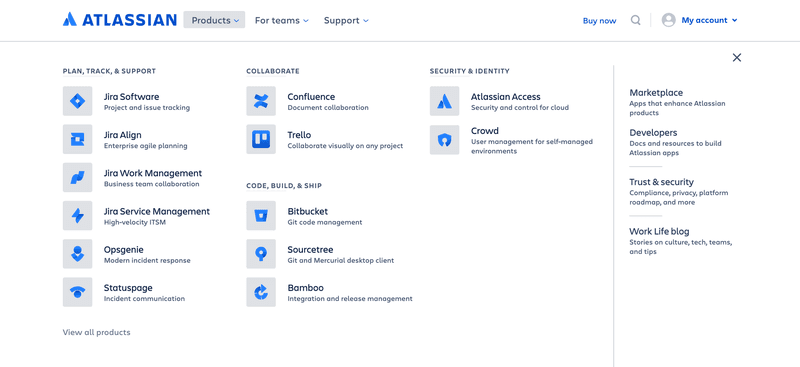 ATLASSIAN
Products
For teams
Support
Buy now
My account
PLAN, TRACK, & SUPPORT
Jira Software
Project and issue tracking
Jira Align
Enterprise agile planning
Jira Work Management
Business team collaboration
Jira Service Management
High-velocity ITSM
Opsgenie
Modern incident response
Statuspage
Incident communication
View all products
COLLABORATE
Confluence
Document collaboration
Trello
Collaborate visually on any project
CODE, BUILD, & SHIP
Bitbucket
Git code management
Sourcetree
Git and Mercurial desktop client
Bamboo
Integration and release management
SECURITY & IDENTITY
Atlassian Access
Security and control for cloud
Crowd
User management for self-managed
environments
Marketplace
Apps that enhance Atlassian
products
Developers
Docs and resources to build
Atlassian apps
Trust & security
Compliance, privacy, platform
roadmap, and more
Work Life blog
Stories on culture, tech, teams,
and tips